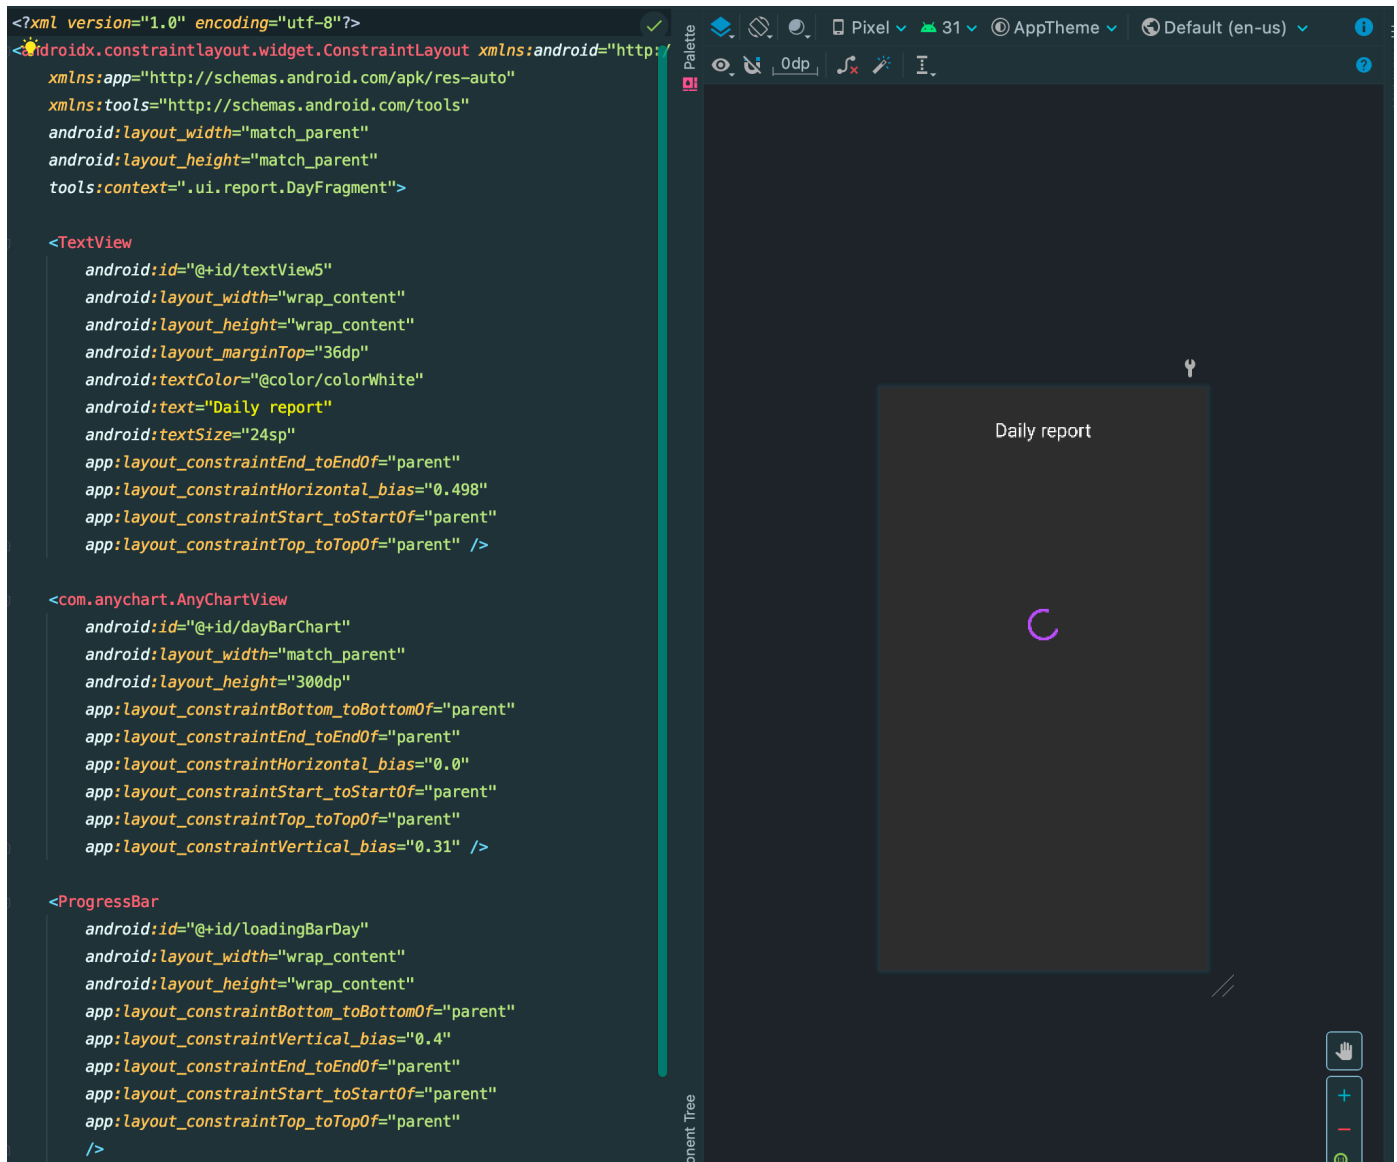 <?xml version="1.0" encoding="utf-8"?>
<androidx.constraintlayout.widget.ConstraintLayout xmlns:android="http:/
xmlns:app="http://schemas.android.com/apk/res-auto"
xmlns:tools="http://schemas.android.com/tools"
android:layout_width="match_parent"
android:layout_height="match_parent"
tools:context=".ui.report.DayFragment">
<TextView
android:id="@+id/textView5"
android:layout_width="wrap_content"
android:layout_height="wrap_content"
android:layout_marginTop="36dp"
android:textColor="@color/colorWhite"
android:text="Daily report"
android:textSize="24sp"
app:layout_constraintEnd_toEndOf="parent"
app:layout_constraintHorizontal_bias="0.498"
app:layout_constraintStart_toStartOf="parent"
app:layout_constraintTop_toTopOf="parent" />
<com.anychart.AnyChartView
android:id="@+id/dayBarChart"
android:layout_width="match_parent"
android:layout_height="300dp"
app:layout_constraintBottom_toBottomOf="parent"
app:layout_constraintEnd_toEndOf="parent"
app:layout_constraintHorizontal_bias="0.0"
app:layout_constraintStart_toStartOf="parent"
app:layout_constraintTop_toTopOf="parent"
app:layout_constraintVertical_bias="0.31" />
<ProgressBar
android:id="@+id/loadingBarDay"
android:layout_width="wrap_content"
android:layout_height="wrap_content"
app:layout_constraintBottom_toBottomOf="parent"
app:layout_constraintVertical_bias="0.4"
app:layout_constraintEnd_toEndOf="parent"
app:layout_constraintStart_toStartOf="parent"
app:layout_constraintTop_toTopOf="parent"
/>
Palette
onent Tree
Pixel 31 AppTheme Default (en-us)
0dp
Daily report